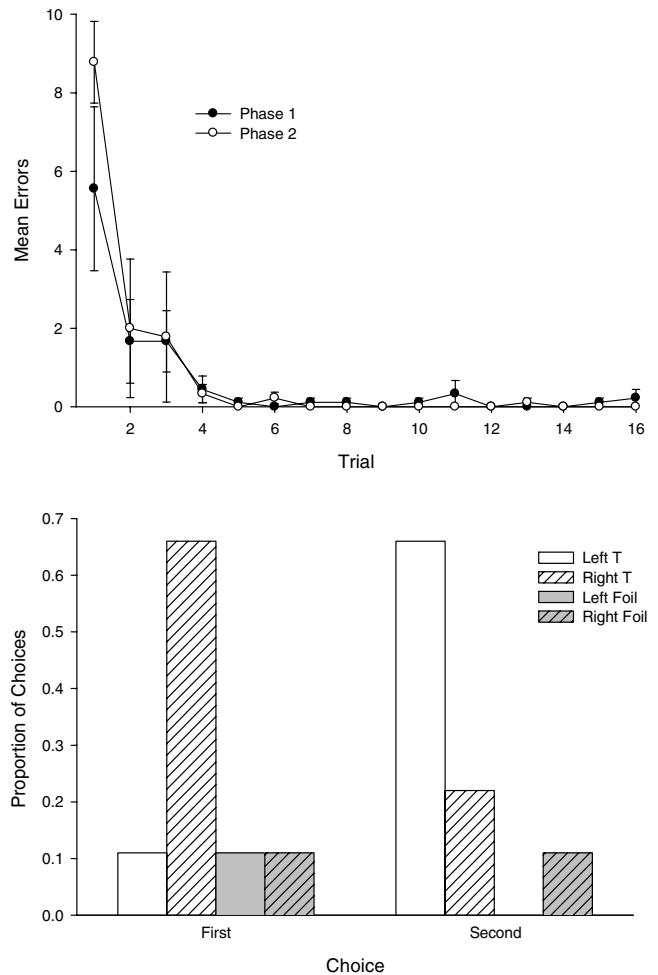 10
8
6
4
2
0
Mean Errors
Phase 1
Phase 2
2 4 6 8 10 12 14 16
Trial
0.7
0.6
0.5
0.4
0.3
0.2
0.1
0.0
Proportion of Choices
Left T
Right T
Left Foil
Right Foil
First Second
Choice